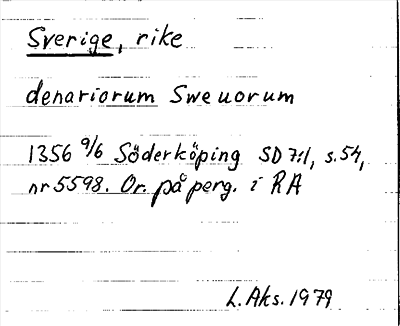 Sverige, rike
denariorum Sweuorum
1356 9/6 Söderköping SD 7:1, s.54,
nr 5598. Or. på perg. i RA
L. Aks. 1979